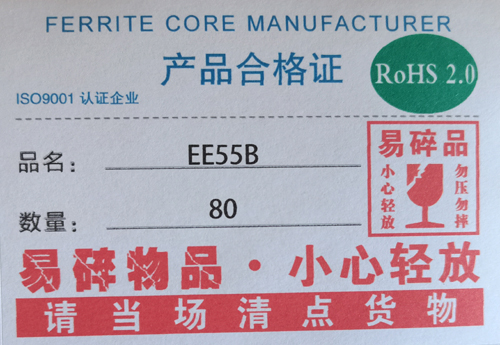 FERRITE CORE MANUFACTURER
产品合格证
RoHS 2.0
ISO9001 认证企业
品名： EE55B
易碎品
小心轻放
勿压勿摔
数量： 80
易碎物品·小心轻放
请当场清点货物